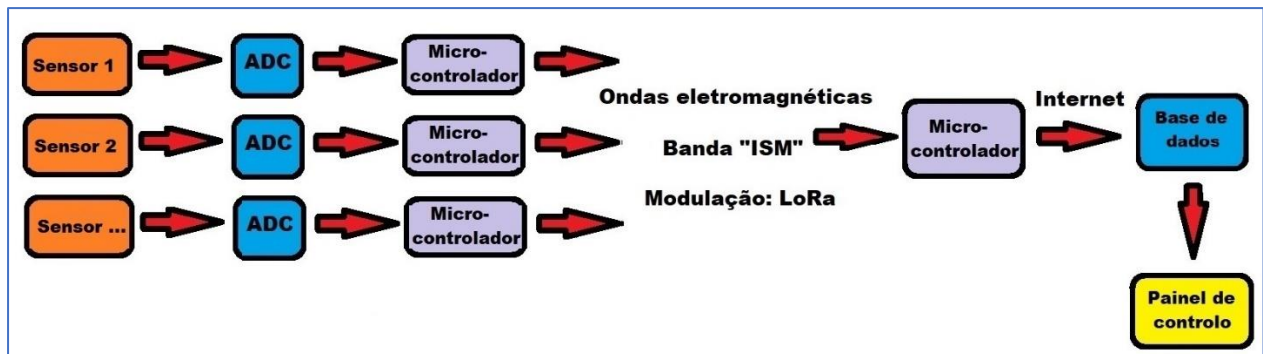 Sensor 1
ADC
Micro-
controlador
Sensor 2
ADC
Micro-
controlador
Sensor ...
ADC
Micro-
controlador
Ondas eletromagnéticas
Banda "ISM"
Modulação: LoRa
Micro-
controlador
Internet
Base de
dados
Painel de
controlo